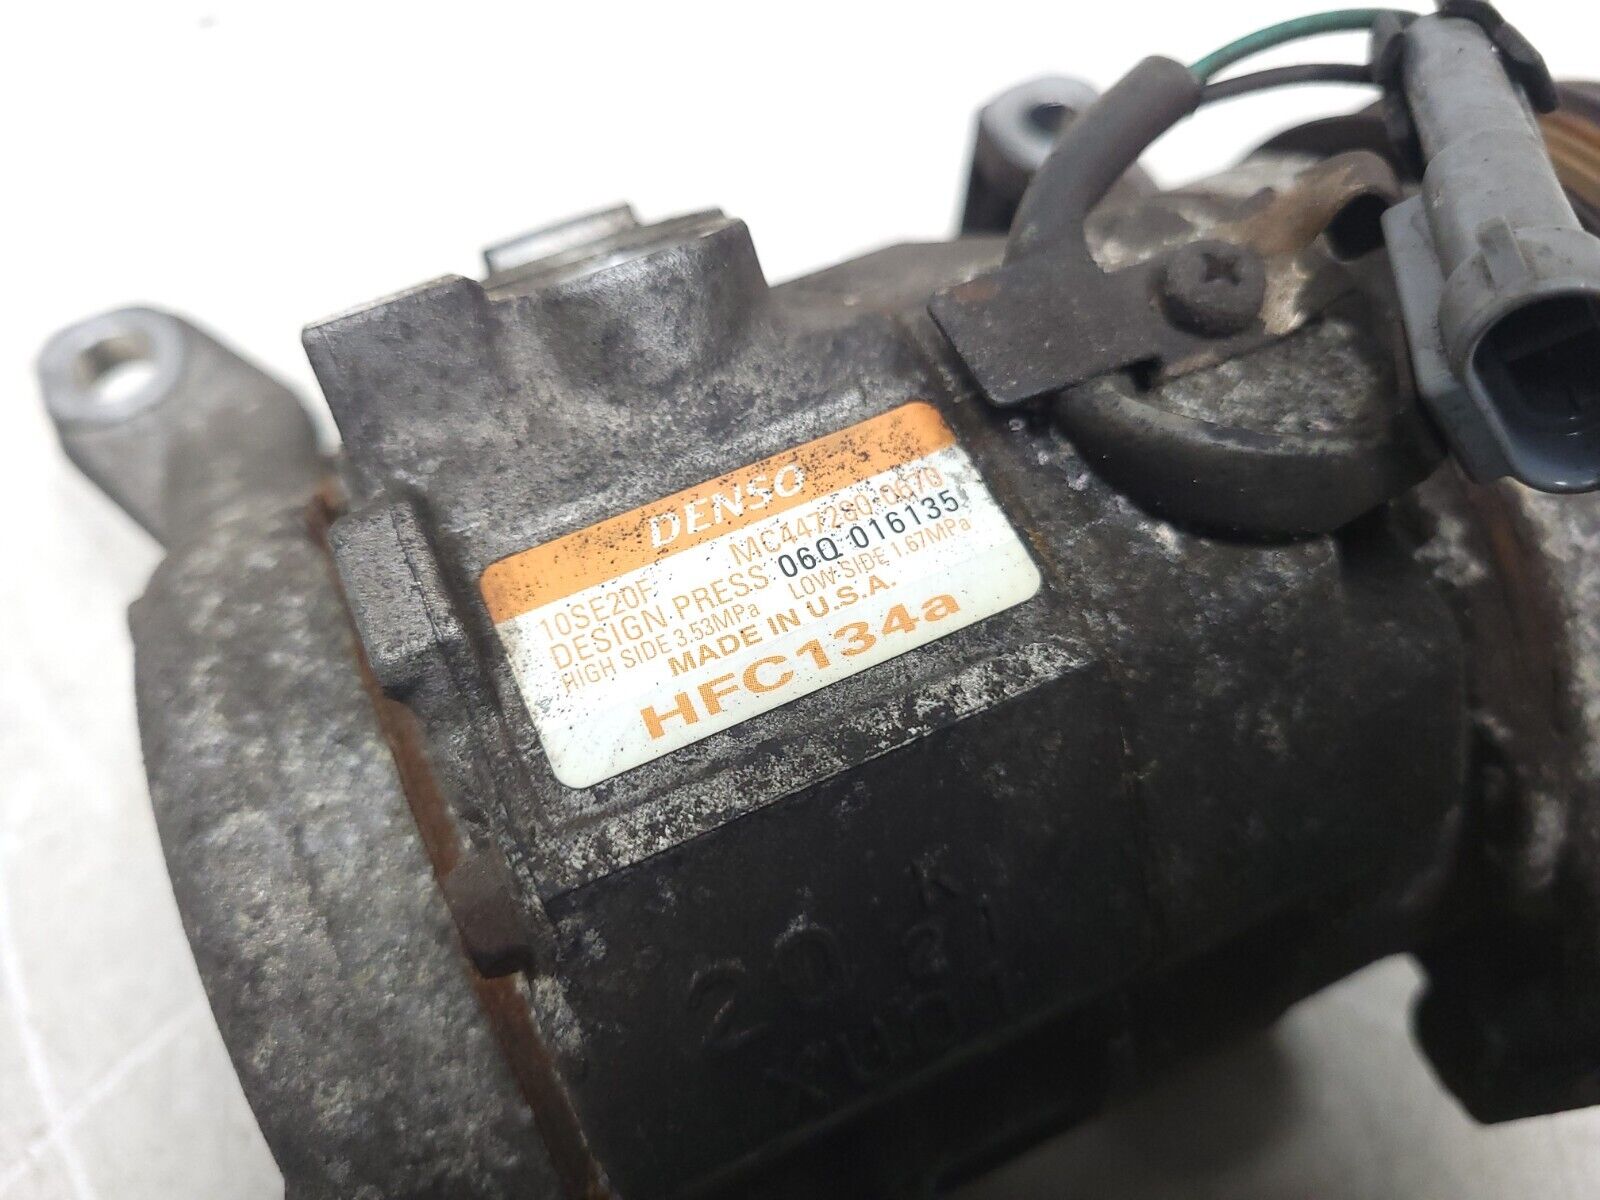 DENSO
10SE20F MC447280-0670
DESIGN PRESS 06Q 016135
HIGH SIDE 3.53MPa LOW SIDE 1.67MPa
MADE IN U.S.A.
HFC134a
K
20